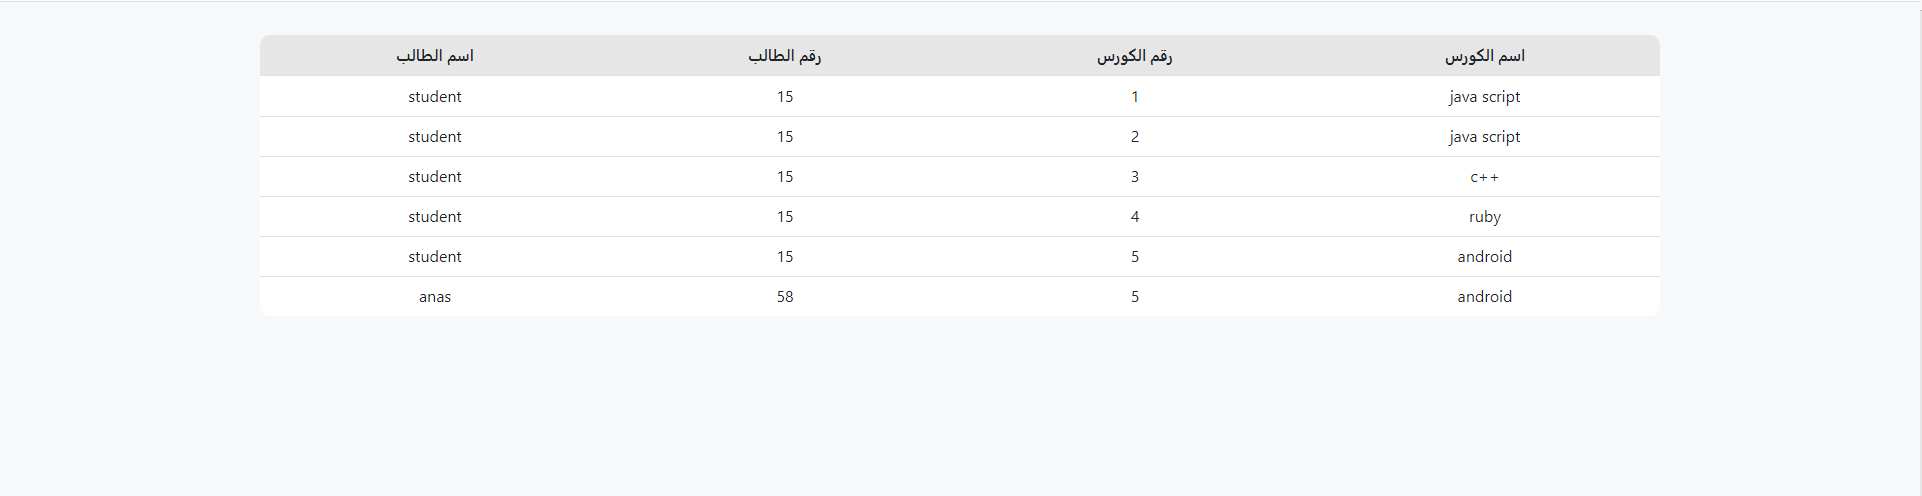 اسم الطالب رقم الطالب رقم الكورس اسم الكورس
student 15 1 java script
student 15 2 java script
student 15 3 c++
student 15 4 ruby
student 15 5 android
anas 58 5 android